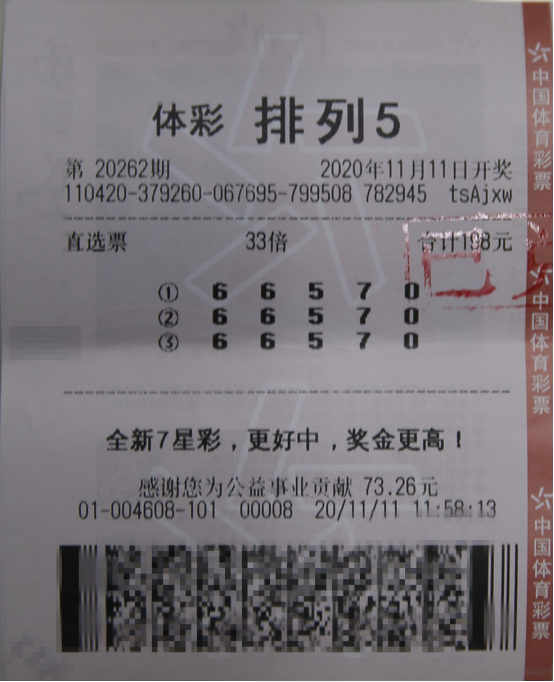 体彩 排列5
第 20262期 2020年11月11日开奖
110420-379260-067695-799508 782945 tsAjxw
直选票 33倍 合计198元
① 6 6 5 7 0
② 6 6 5 7 0
③ 6 6 5 7 0
全新7星彩，更好中，奖金更高！
感谢您为公益事业贡献 73.26元
01-004608-101 00008 20/11/11 11:58:13
中国体育彩票
中国体育彩票
中国体育彩票
已